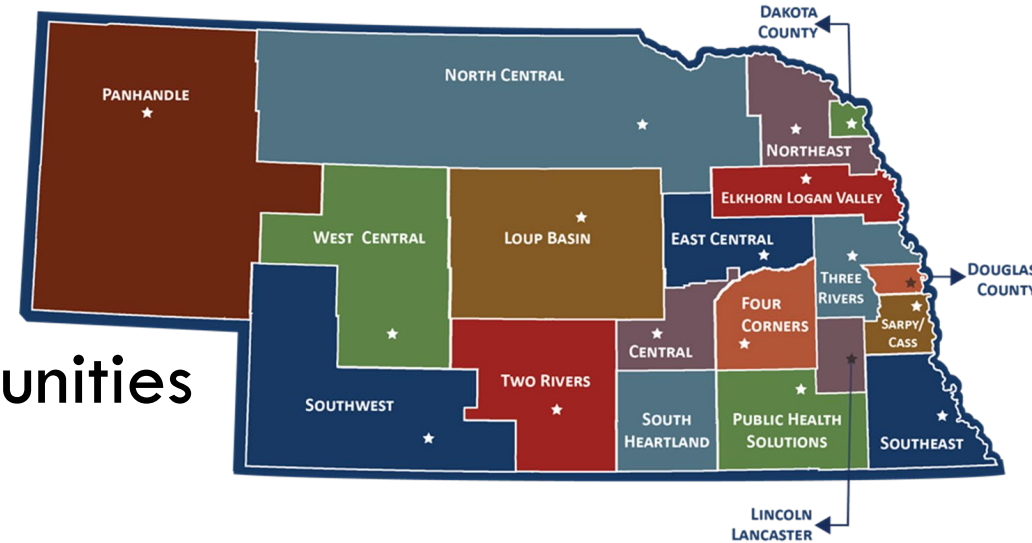 DAKOTA
COUNTY
NORTH CENTRAL
PANHANDLE
NORTHEAST
ELKHORN LOGAN VALLEY
WEST CENTRAL
LOUP BASIN
EAST CENTRAL
THREE
RIVERS
DOUGLAS
COUNTY
FOUR
CORNERS
SARPY/
CASS
CENTRAL
unities
TWO RIVERS
SOUTHWEST
SOUTH
HEARTLAND
PUBLIC HEALTH
SOLUTIONS
SOUTHEAST
LINCOLN
LANCASTER